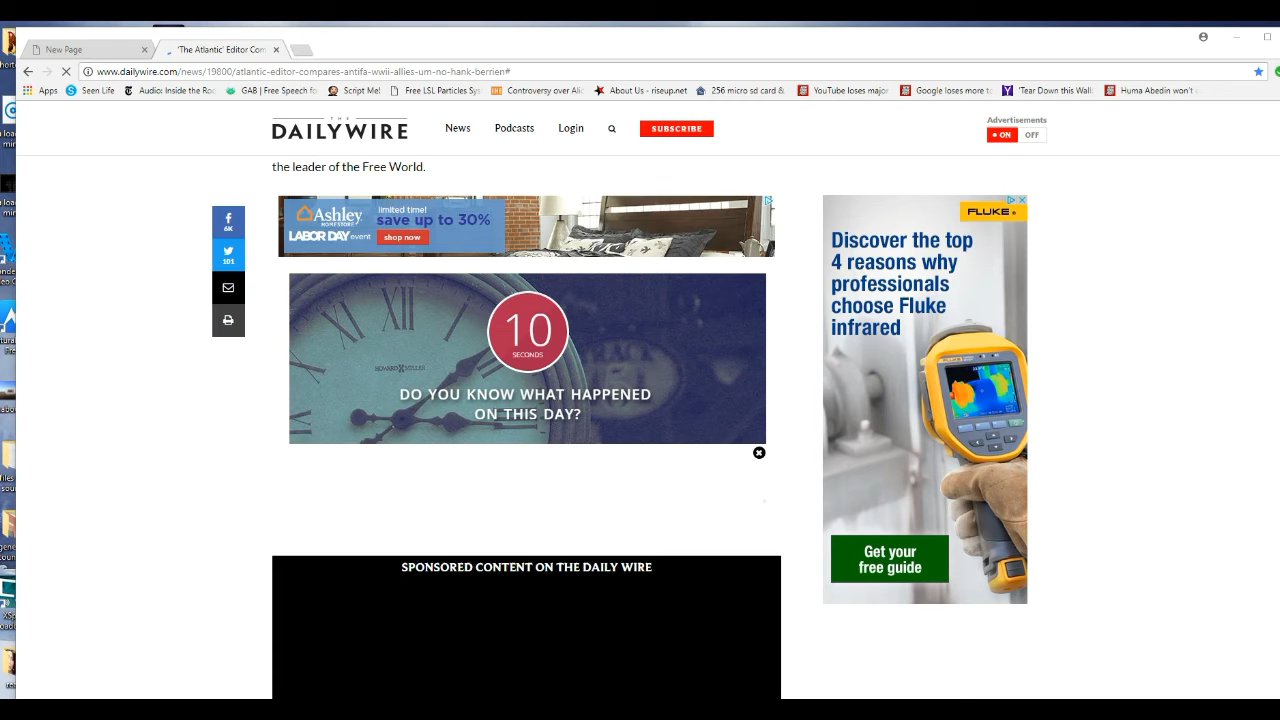 New Page
'The Atlantic' Editor Com
www.dailywire.com/news/19800/atlantic-editor-compares-antifa-wwii-allies-um-no-hank-berrien#
Apps
Seen Life
Audio: Inside the Ro
GAB | Free Speech fo
Script Me!
Free LSL Particles Sys
Controversy over Alic
About Us - riseup.net
256 micro sd card &
YouTube loses major
Google loses more to
'Tear Down this Wall
Huma Abedin won't c
THE
DAILYWIRE
News
Podcasts
Login
SUBSCRIBE
Advertisements
ON
OFF
the leader of the Free World.
6K
101
Ashley
HOMESTORE
LABOR DAY event
limited time!
save up to 30%
shop now
HOWARD MILLER
10
SECONDS
DO YOU KNOW WHAT HAPPENED
ON THIS DAY?
FLUKE
Discover the top
4 reasons why
professionals
choose Fluke
infrared
Get your
free guide
SPONSORED CONTENT ON THE DAILY WIRE